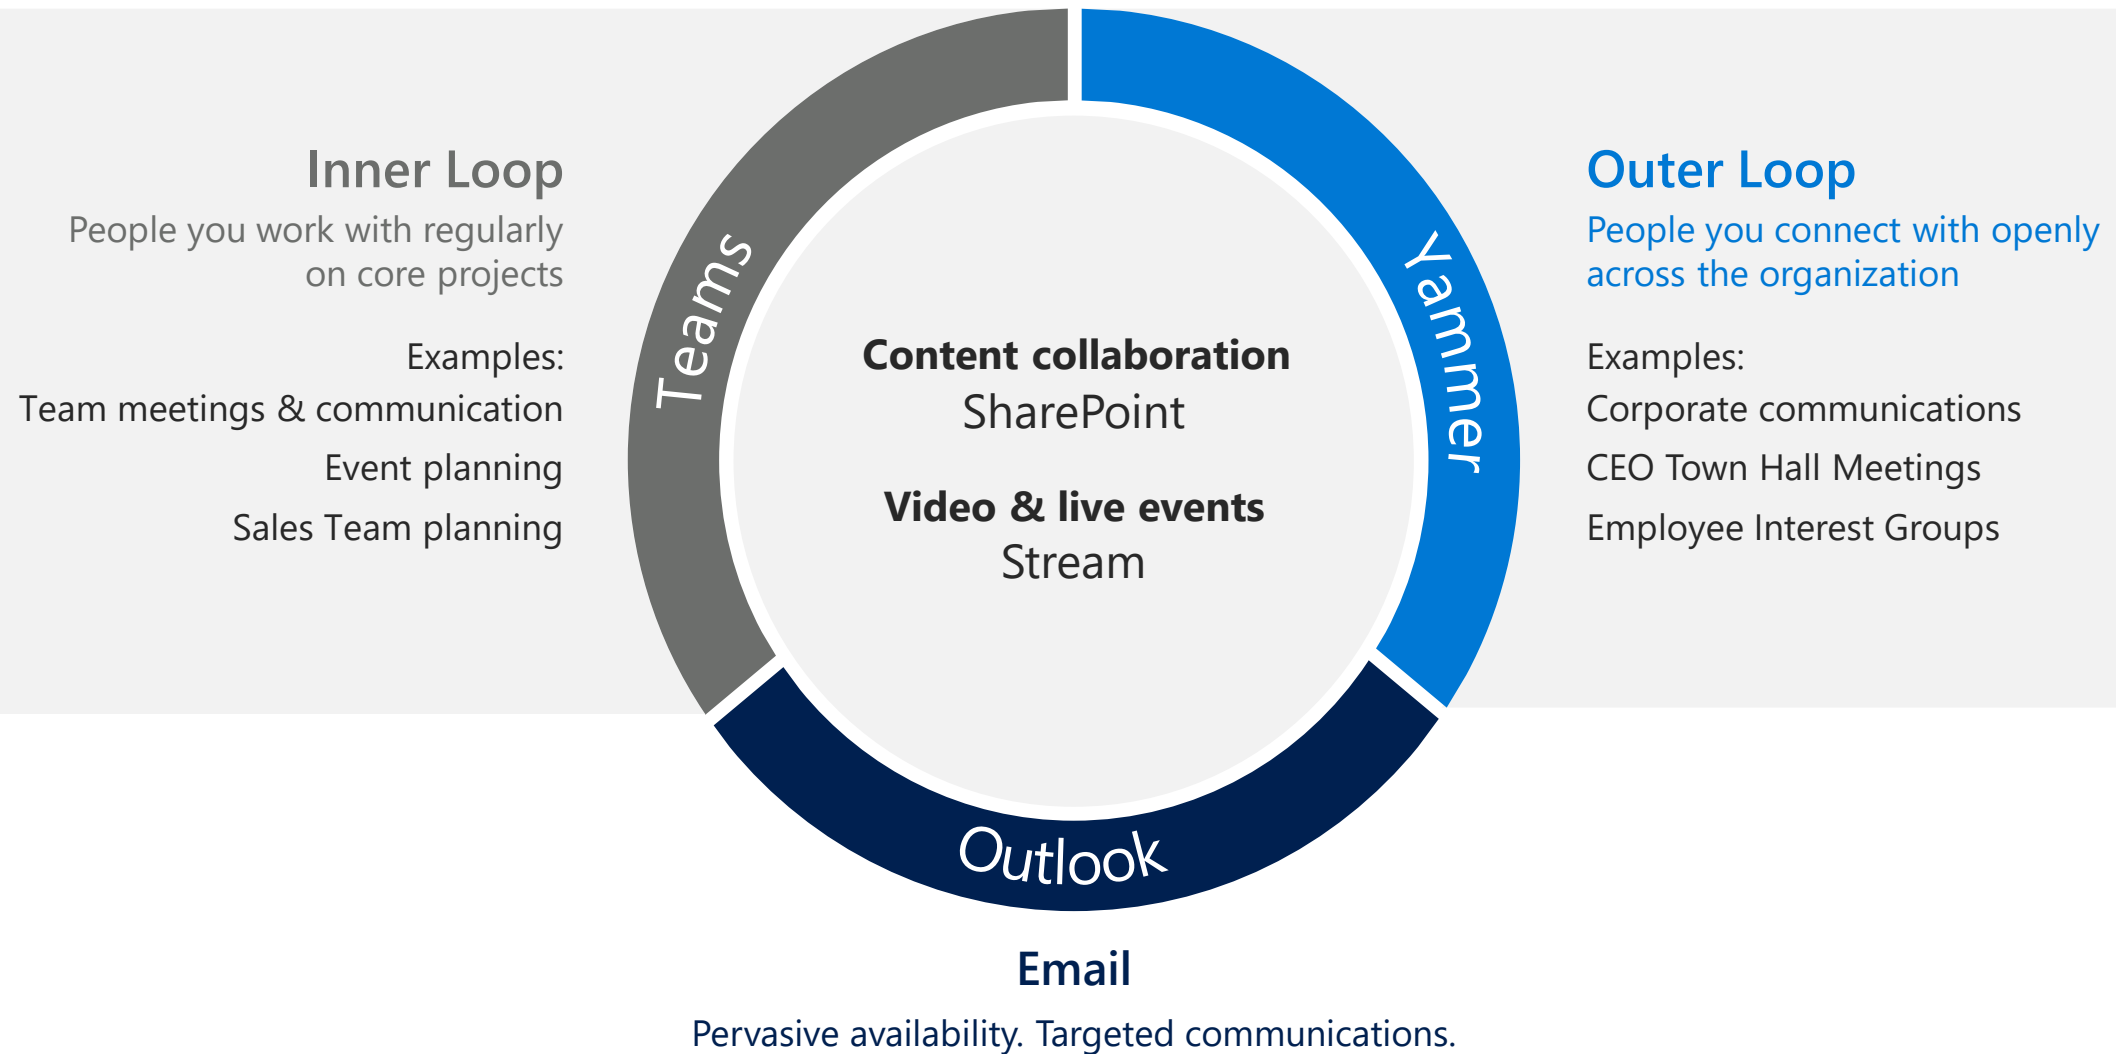 Inner Loop
People you work with regularly
on core projects
Examples:
Team meetings & communication
Event planning
Sales Team planning
Teams
Content collaboration
SharePoint
Video & live events
Stream
Yammer
Outer Loop
People you connect with openly
across the organization
Examples:
Corporate communications
CEO Town Hall Meetings
Employee Interest Groups
Outlook
Email
Pervasive availability. Targeted communications.